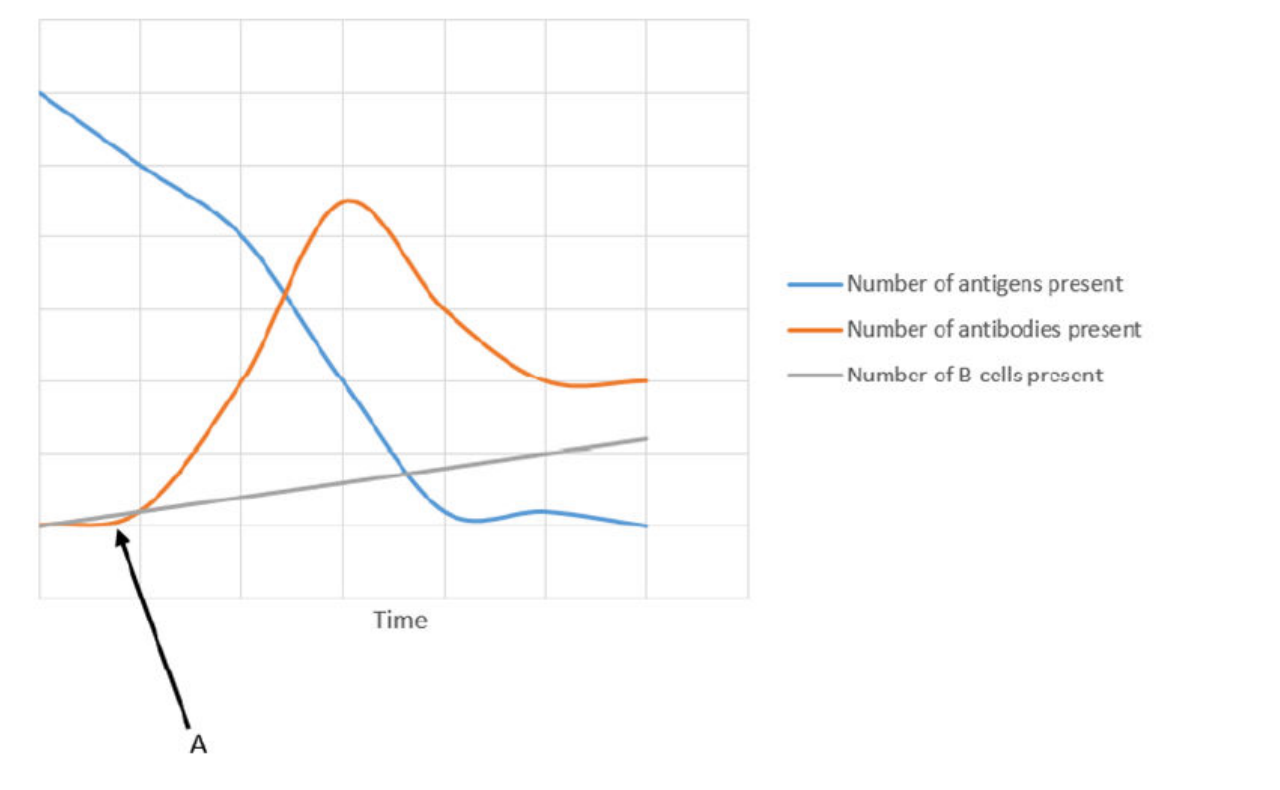 Number of antigens present
Number of antibodies present
Number of B cells present
Time
A